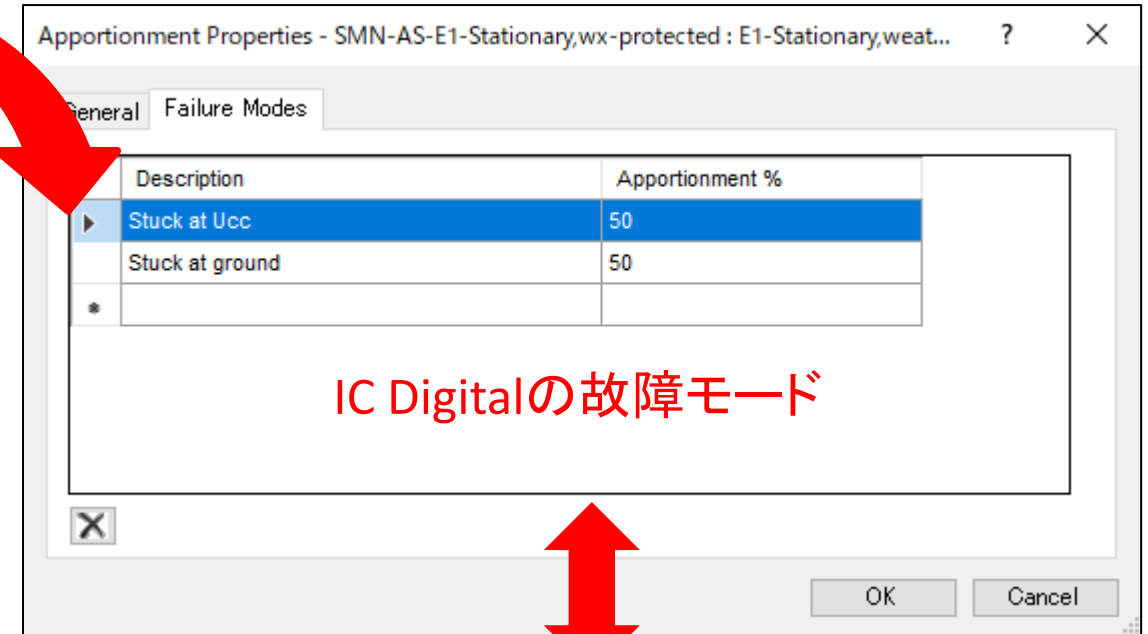 Apportionment Properties - SMN-AS-E1-Stationary,wx-protected : E1-Stationary,weat... ? ×
General Failure Modes
Description Apportionment %
Stuck at Ucc 50
Stuck at ground 50
IC Digitalの故障モード
OK Cancel